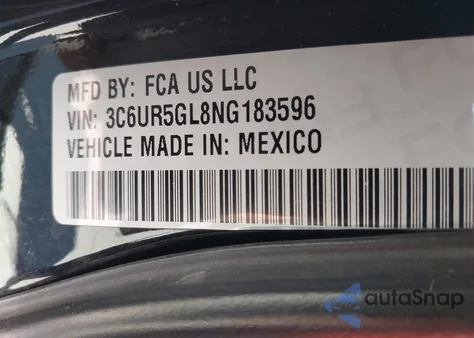 MFD BY: FCA US LLC
VIN: 3C6UR5GL8NG183596
VEHICLE MADE IN: MEXICO
autoSnap